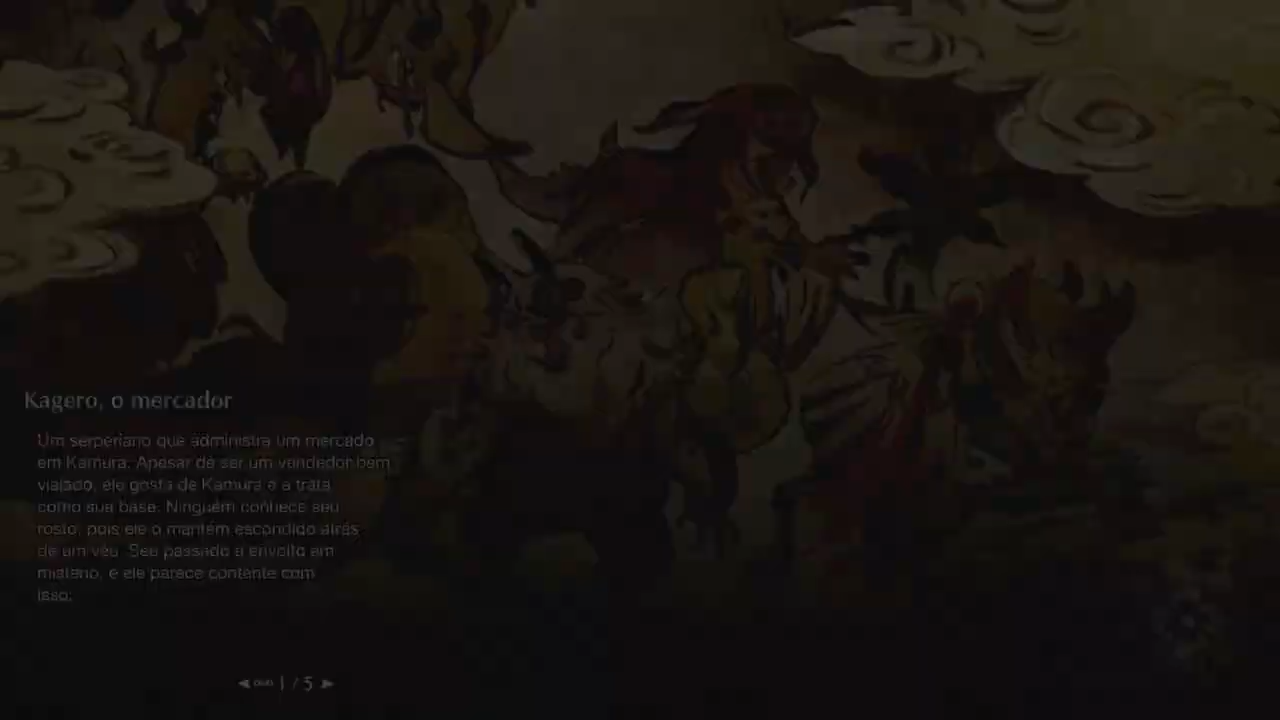 Kagero, o mercador
Um serperiano que administra um mercado
em Kamura. Apesar de ser um vendedor bem
viajado, ele gosta de Kamura e a trata
como sua base. Ninguém conhece seu
rosto, pois ele o mantém escondido atrás
de um véu. Seu passado é envolto em
mistério, e ele parece contente com
isso.
1 / 5